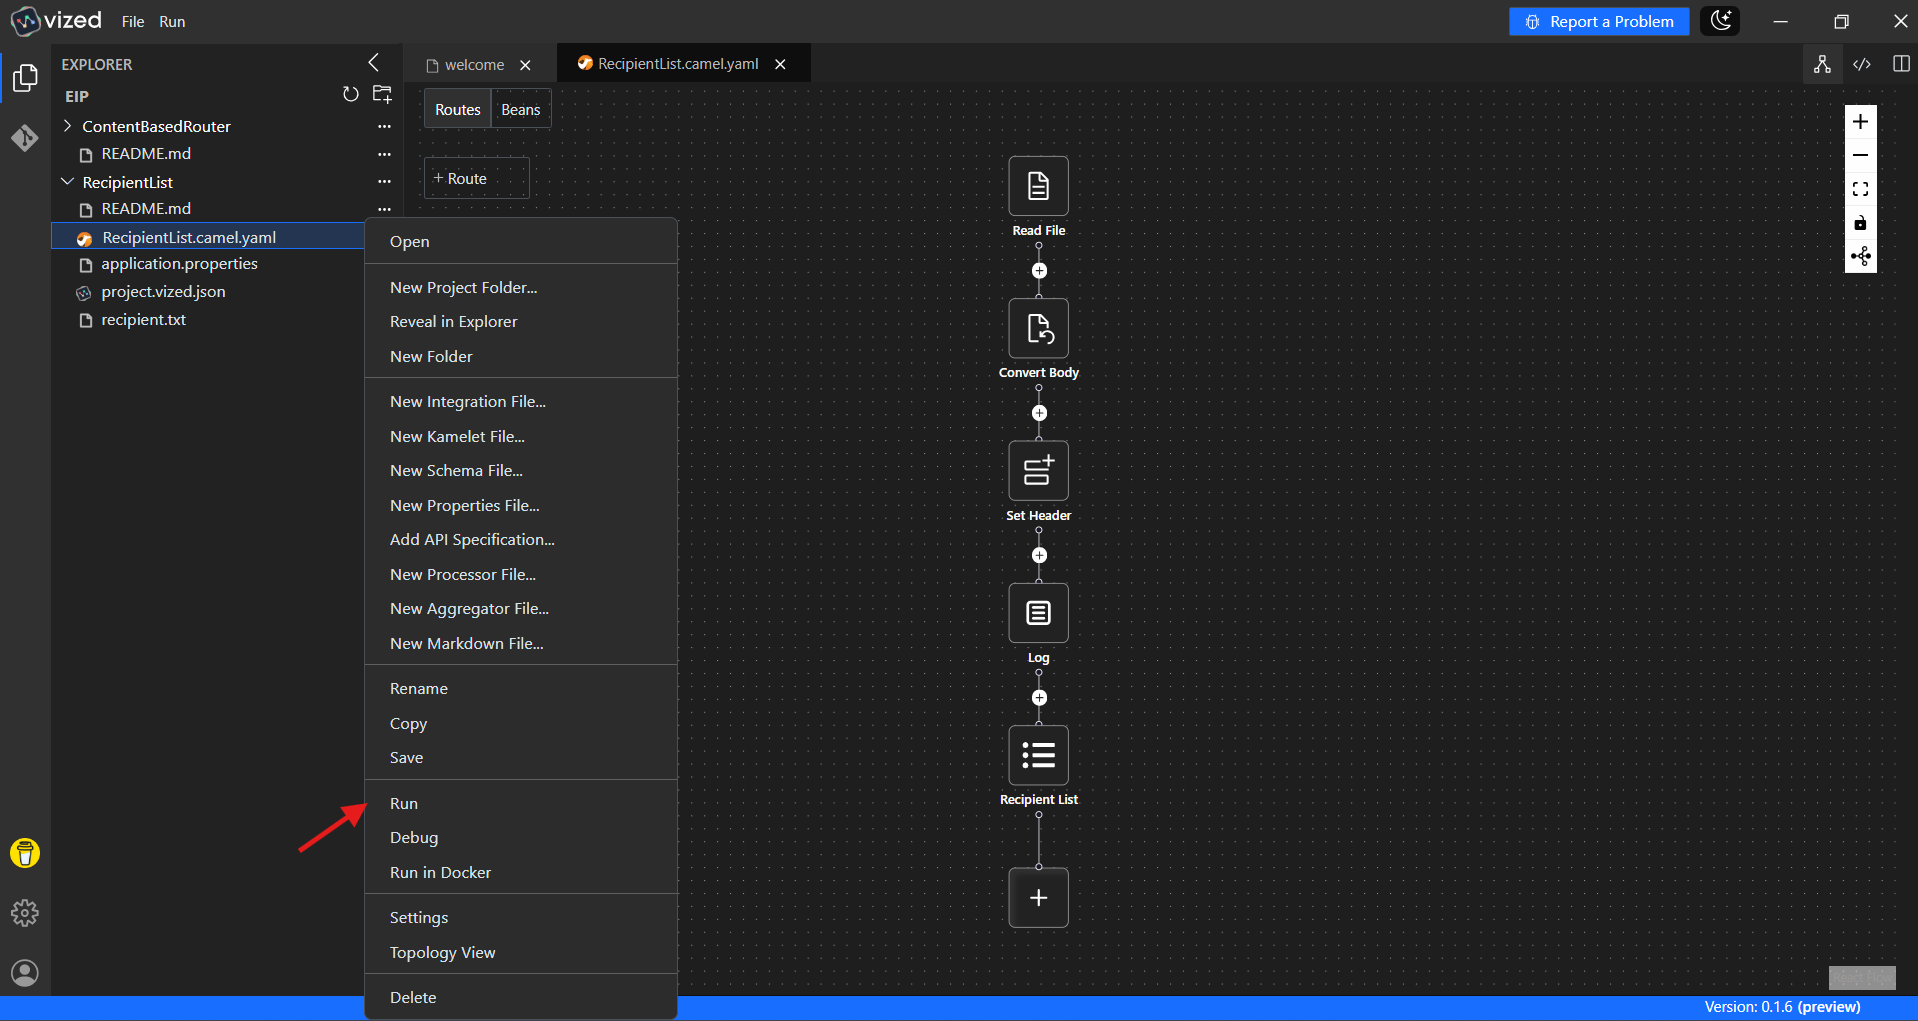 vized File Run Report a Problem
EXPLORER
welcome
RecipientList.camel.yaml
EIP
Routes Beans
ContentBasedRouter
README.md
RecipientList
README.md
RecipientList.camel.yaml
application.properties
project.vized.json
recipient.txt
+ Route
Open
New Project Folder...
Reveal in Explorer
New Folder
New Integration File...
New Kamelet File...
New Schema File...
New Properties File...
Add API Specification...
New Processor File...
New Aggregator File...
New Markdown File...
Rename
Copy
Save
Run
Debug
Run in Docker
Settings
Topology View
Delete
Read File
Convert Body
Set Header
Log
Recipient List
Version: 0.1.6 (preview)